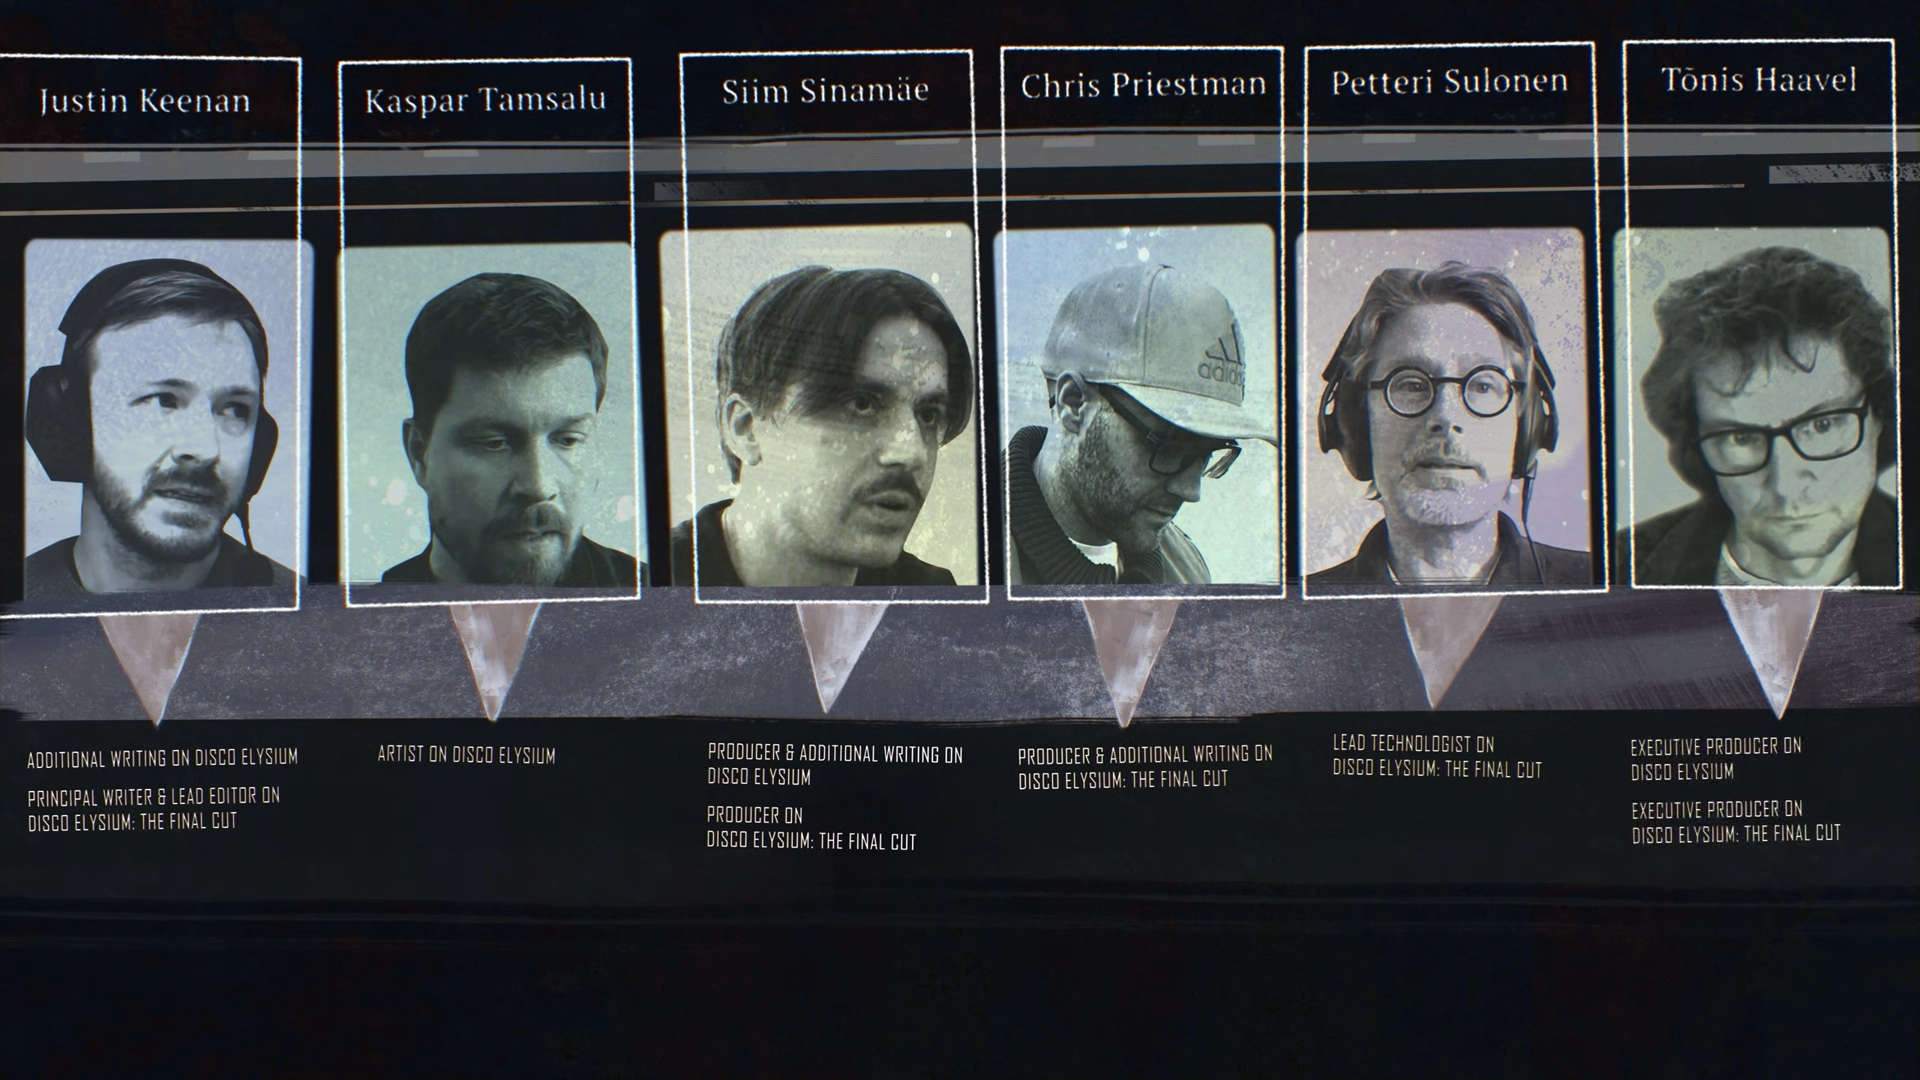 Justin Keenan
ADDITIONAL WRITING ON DISCO ELYSIUM
PRINCIPAL WRITER & LEAD EDITOR ON
DISCO ELYSIUM: THE FINAL CUT
Kaspar Tamsalu
ARTIST ON DISCO ELYSIUM
Siim Sinamäe
PRODUCER & ADDITIONAL WRITING ON
DISCO ELYSIUM
PRODUCER ON
DISCO ELYSIUM: THE FINAL CUT
Chris Priestman
adidas
PRODUCER & ADDITIONAL WRITING ON
DISCO ELYSIUM: THE FINAL CUT
Petteri Sulonen
LEAD TECHNOLOGIST ON
DISCO ELYSIUM: THE FINAL CUT
Tõnis Haavel
EXECUTIVE PRODUCER ON
DISCO ELYSIUM
EXECUTIVE PRODUCER ON
DISCO ELYSIUM: THE FINAL CUT